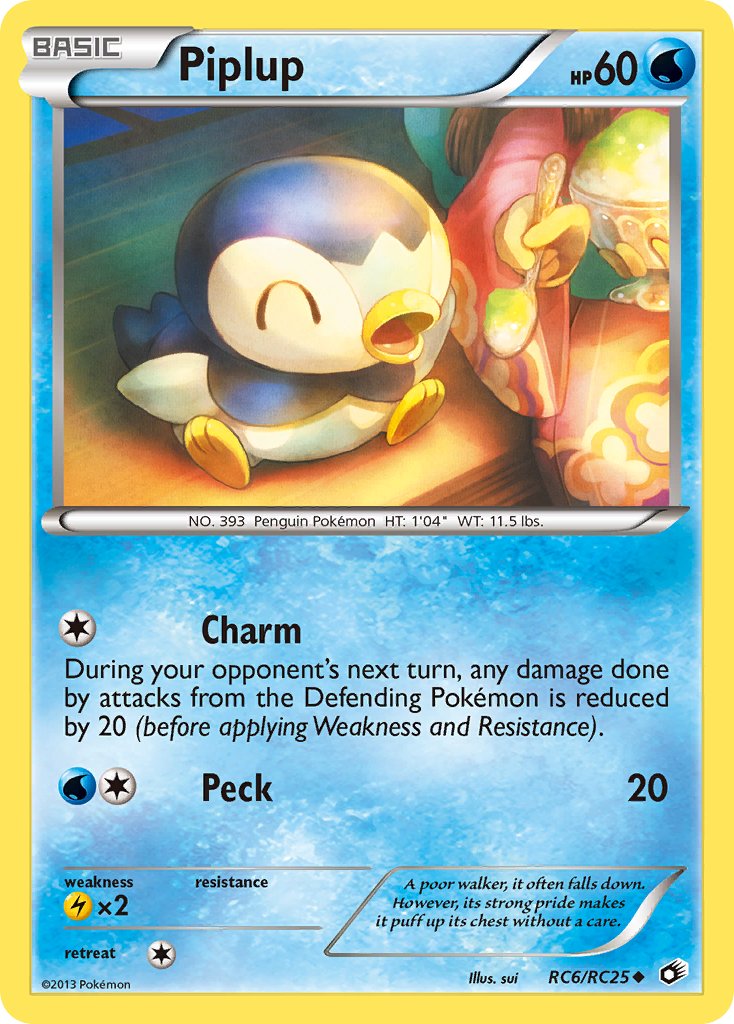 BASIC Piplup HP60
NO. 393 Penguin Pokémon HT: 1'04" WT: 11.5 lbs.
Charm
During your opponent's next turn, any damage done
by attacks from the Defending Pokémon is reduced
by 20 (before applying Weakness and Resistance).
Peck 20
weakness resistance
×2
A poor walker, it often falls down.
However, its strong pride makes
it puff up its chest without a care.
retreat
©2013 Pokémon
Illus. sui RC6/RC25